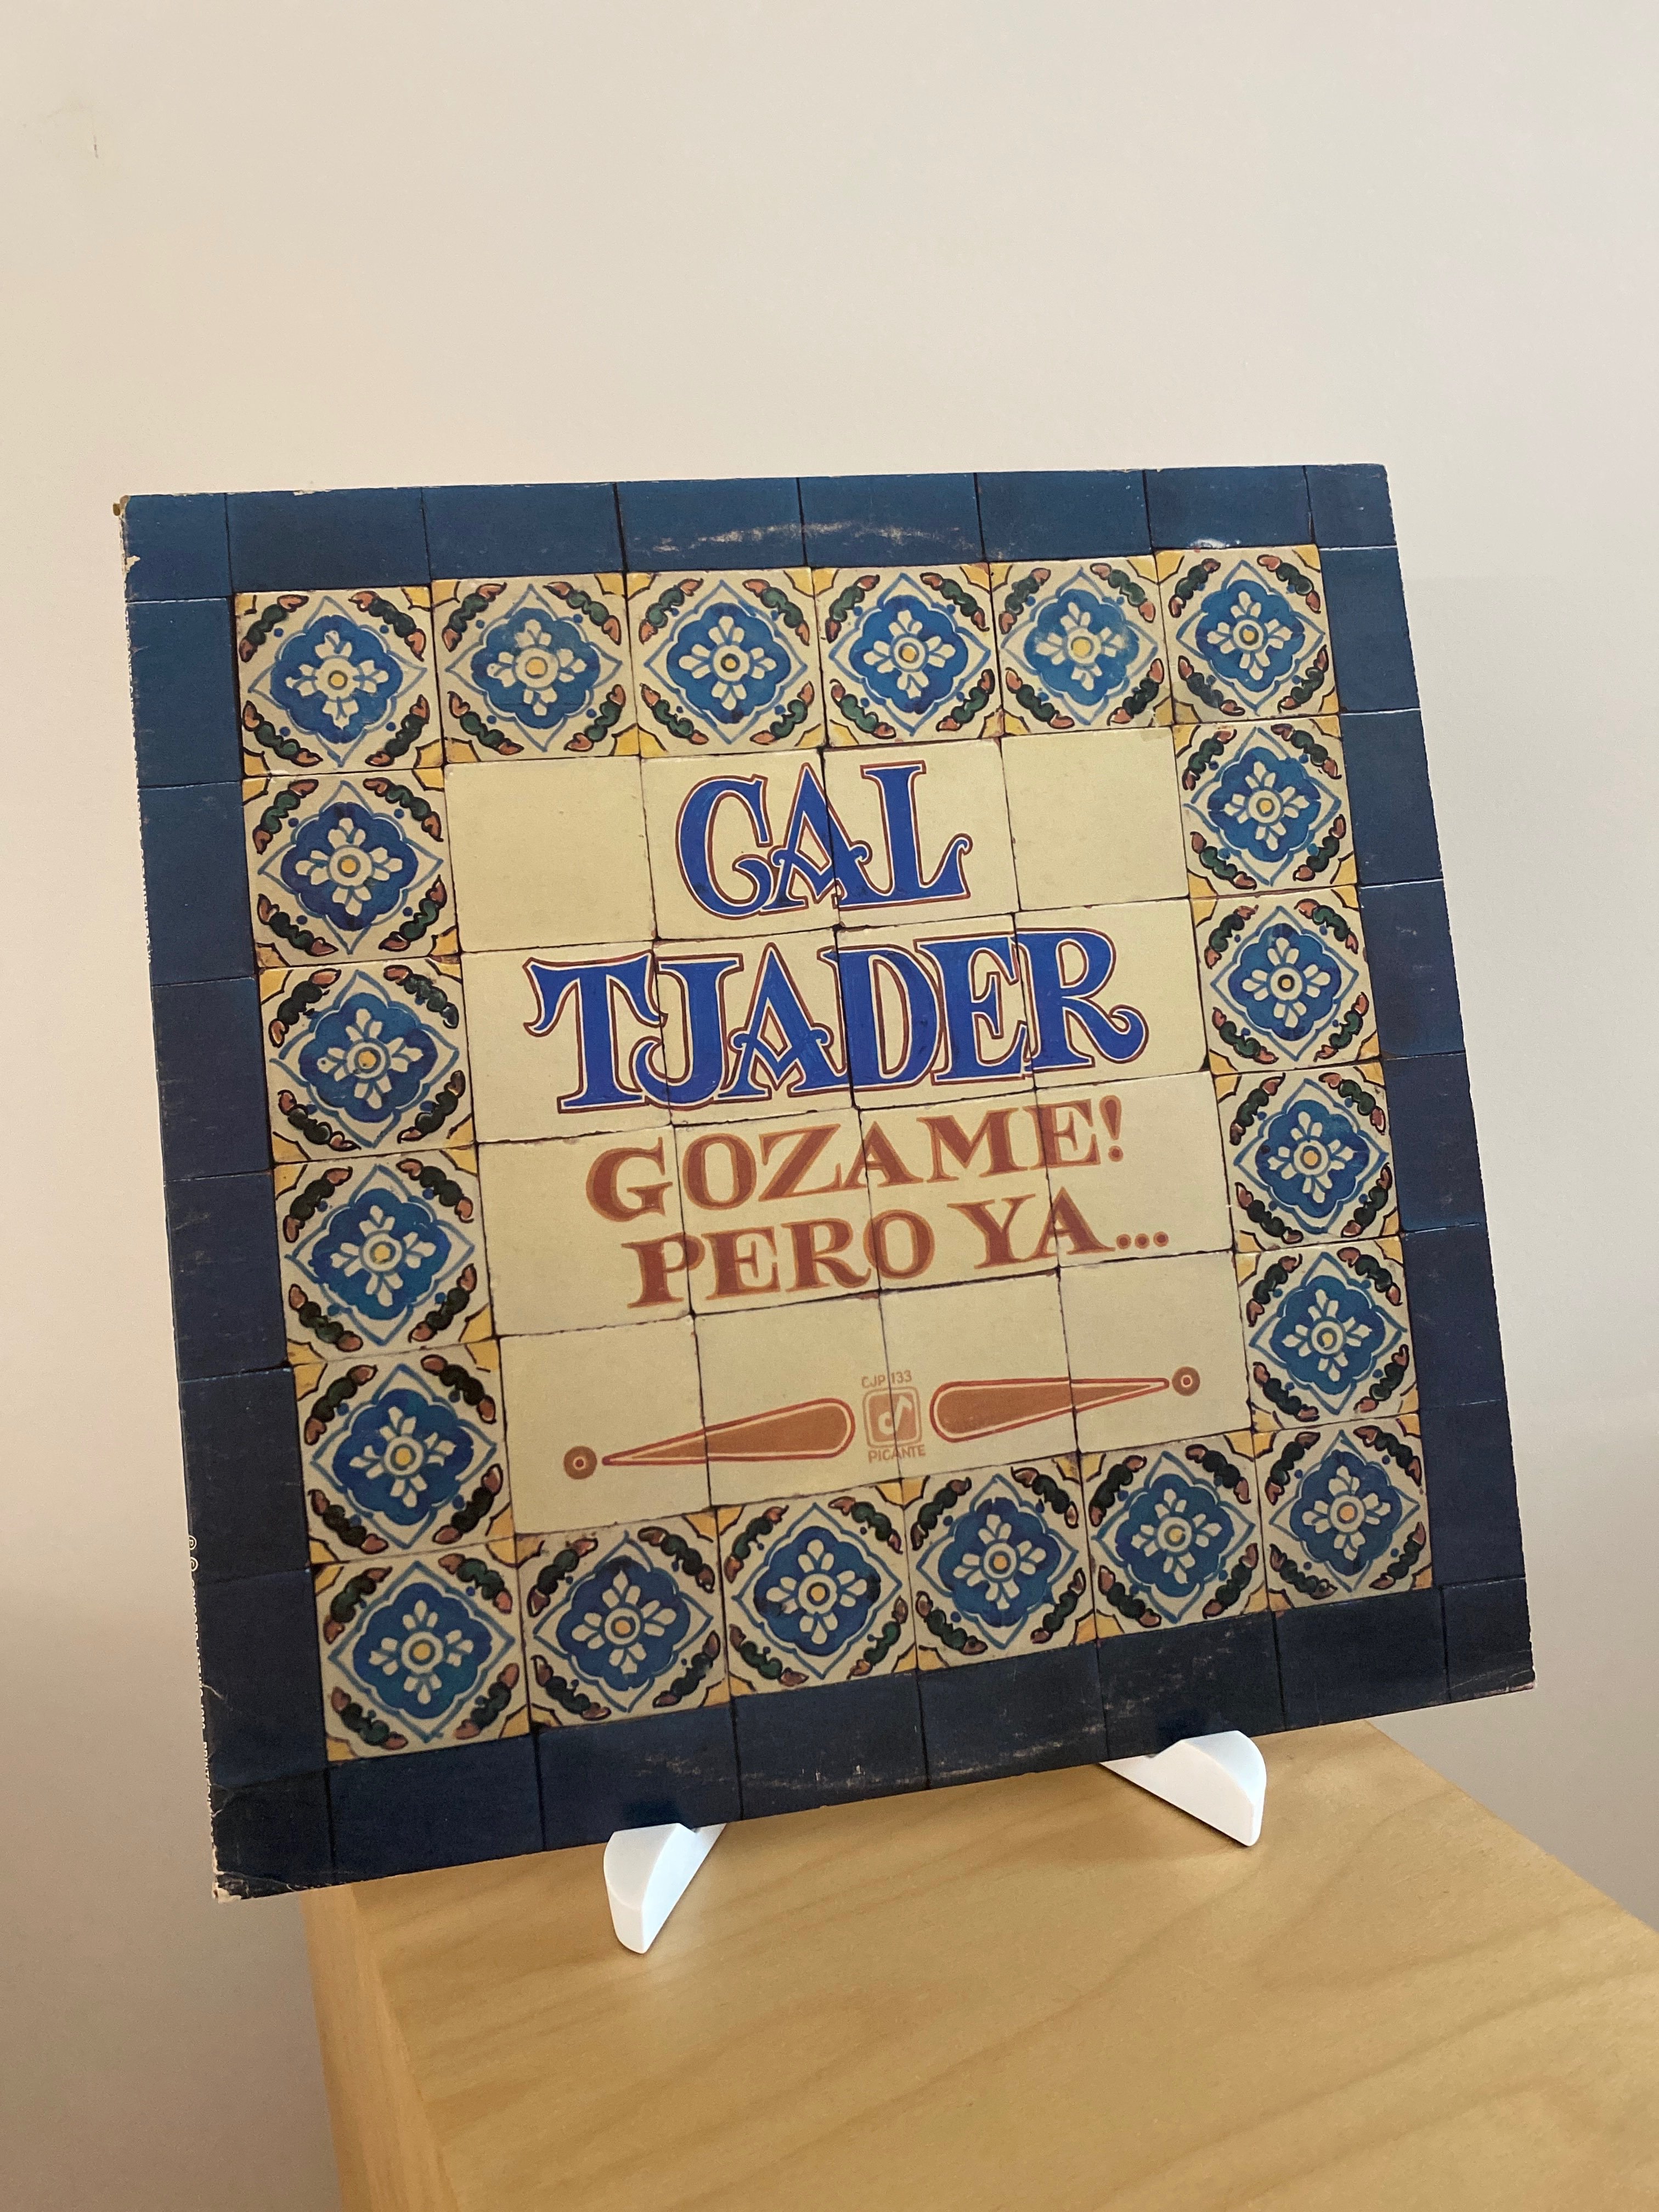 CAL
TJADER
GOZAME!
PERO YA...
CJP 133
PICANTE